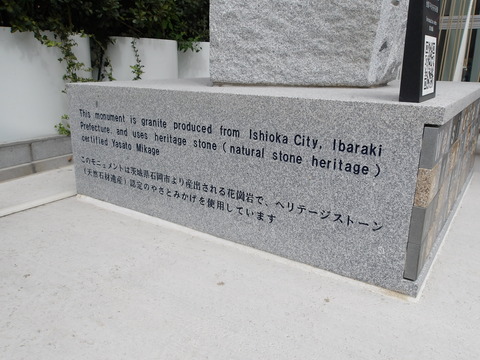 This monument is granite produced from Ishioka City, Ibaraki
Prefecture, and uses heritage stone (natural stone heritage)
certified Yasato Mikage
このモニュメントは茨城県石岡市より産出される花崗岩で、ヘリテージストーン
(天然石材遺産)認定のやさとみかげを使用しています